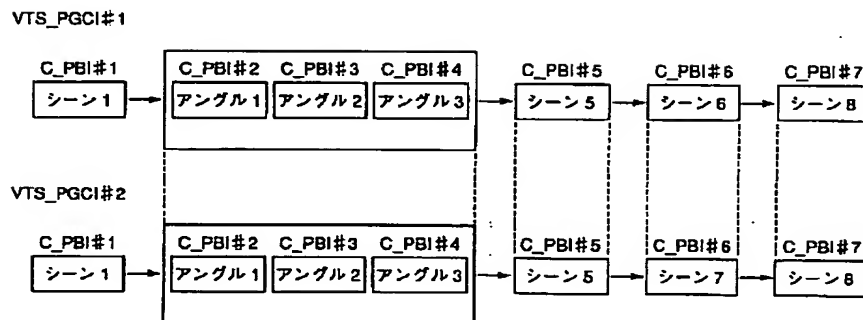 VTS_PGCI#1
C_PBI#1 C_PBI#2 C_PBI#3 C_PBI#4 C_PBI#5 C_PBI#6 C_PBI#7
シーン1 アングル1 アングル2 アングル3 シーン5 シーン6 シーン8
VTS_PGCI#2
C_PBI#1 C_PBI#2 C_PBI#3 C_PBI#4 C_PBI#5 C_PBI#6 C_PBI#7
シーン1 アングル1 アングル2 アングル3 シーン5 シーン7 シーン8